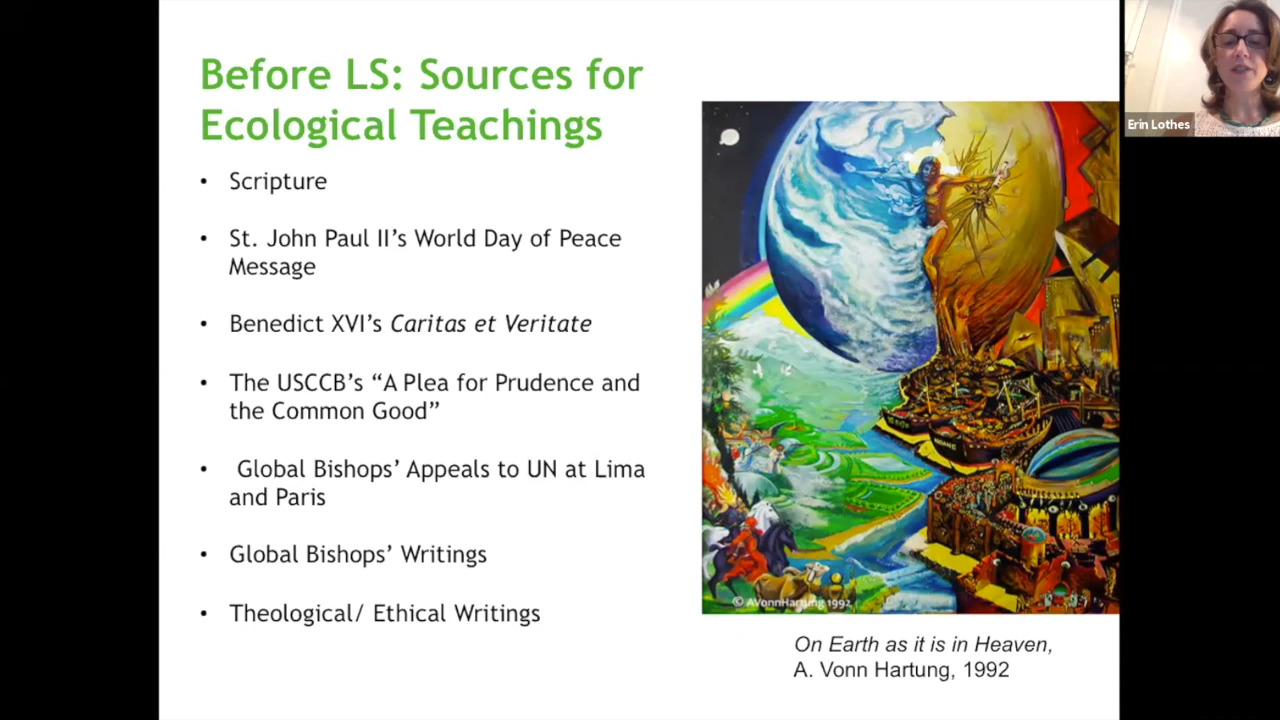 Before LS: Sources for
Ecological Teachings
• Scripture
• St. John Paul II’s World Day of Peace
Message
• Benedict XVI’s Caritas et Veritate
• The USCCB’s “A Plea for Prudence and
the Common Good”
• Global Bishops’ Appeals to UN at Lima
and Paris
• Global Bishops’ Writings
• Theological/ Ethical Writings
© AVonnHartung 1992
On Earth as it is in Heaven,
A. Vonn Hartung, 1992
Erin Lothes